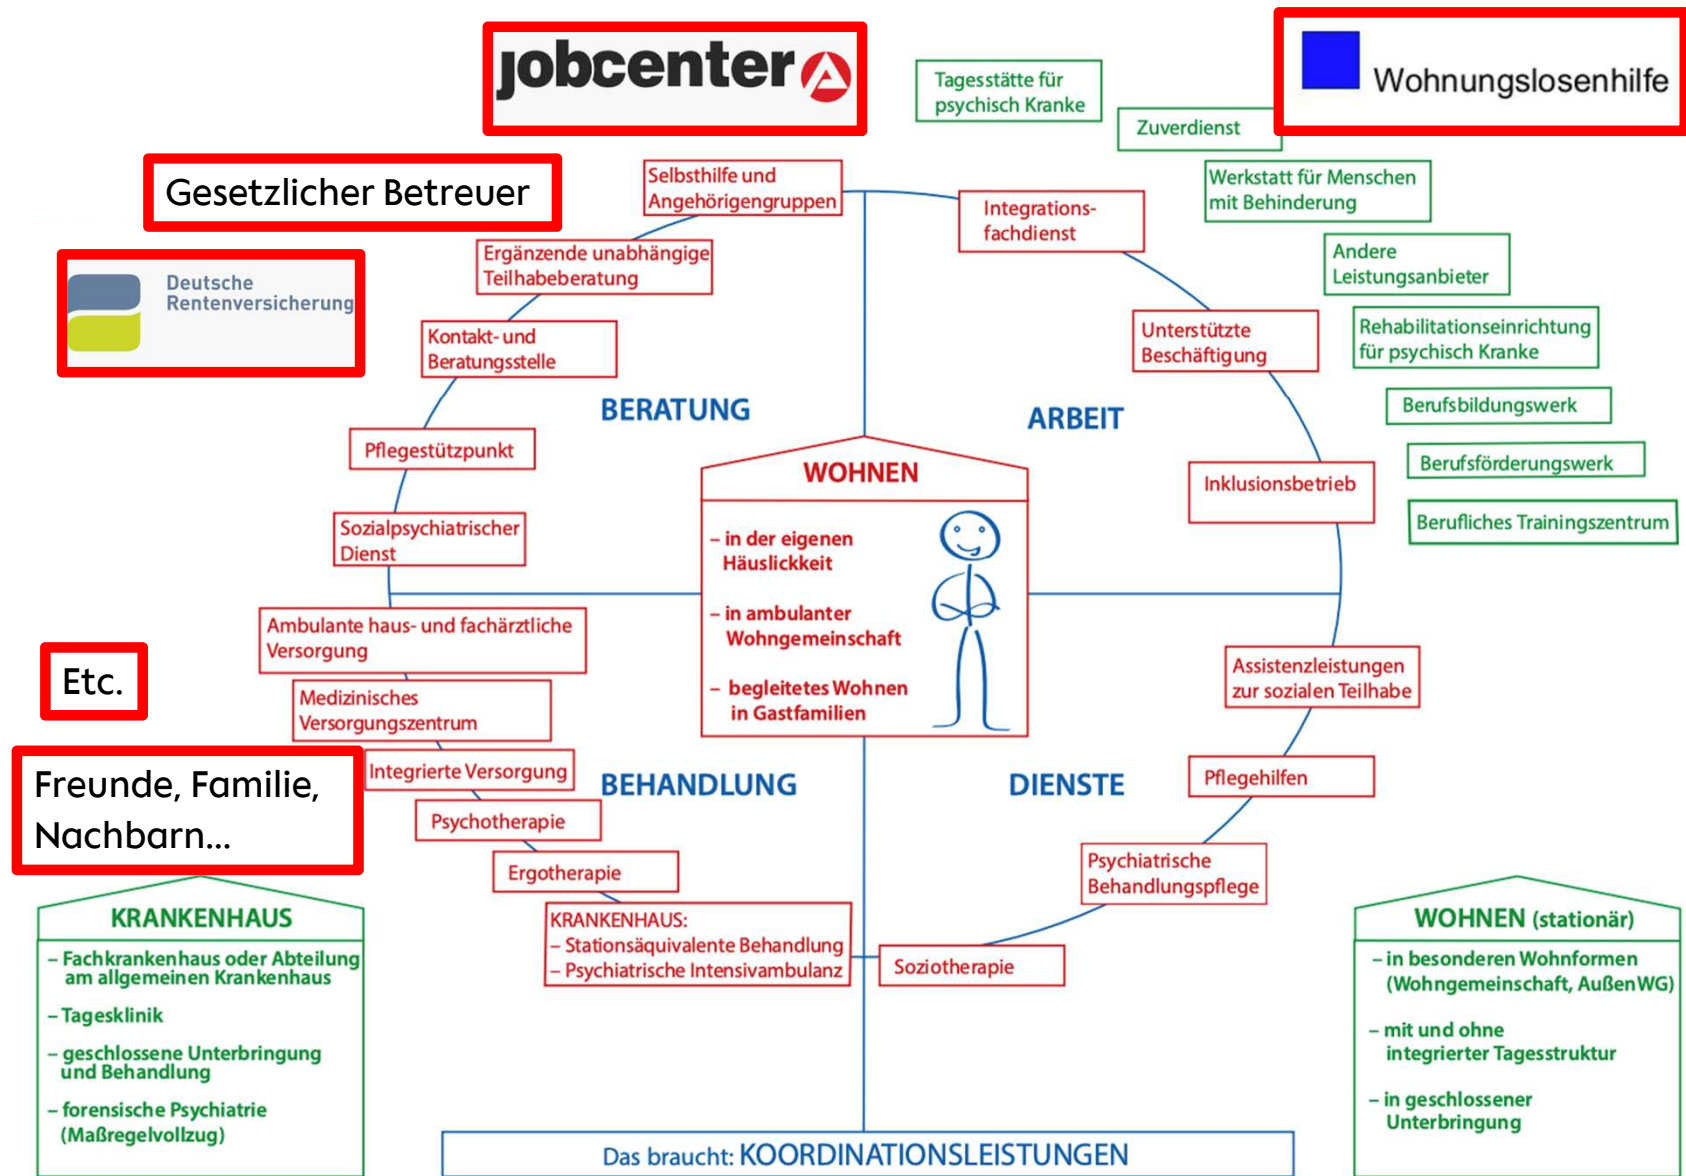 jobcenter
Wohnungslosenhilfe
Tagesstätte für
psychisch Kranke
Zuverdienst
Gesetzlicher Betreuer
Selbsthilfe und
Angehörigengruppen
Integrations-
fachdienst
Werkstatt für Menschen
mit Behinderung
Deutsche
Rentenversicherung
Ergänzende unabhängige
Teilhabeberatung
Andere
Leistungsanbieter
Kontakt- und
Beratungsstelle
Unterstützte
Beschäftigung
Rehabilitationseinrichtung
für psychisch Kranke
BERATUNG
ARBEIT
Berufsbildungswerk
Pflegestützpunkt
Berufsförderungswerk
Inklusionsbetrieb
Sozialpsychiatrischer
Dienst
Berufliches Trainingszentrum
WOHNEN
– in der eigenen
Häuslickkeit
– in ambulanter
Wohngemeinschaft
– begleitetes Wohnen
in Gastfamilien
Ambulante haus- und fachärztliche
Versorgung
Etc.
Medizinisches
Versorgungszentrum
Assistenzleistungen
zur sozialen Teilhabe
Freunde, Familie,
Nachbarn...
Integrierte Versorgung
BEHANDLUNG
DIENSTE
Pflegehilfen
Psychotherapie
Ergotherapie
Psychiatrische
Behandlungspflege
KRANKENHAUS:
– Stationsäquivalente Behandlung
– Psychiatrische Intensivambulanz
Soziotherapie
KRANKENHAUS
– Fachkrankenhaus oder Abteilung
am allgemeinen Krankenhaus
– Tagesklinik
– geschlossene Unterbringung
und Behandlung
– forensische Psychiatrie
(Maßregelvollzug)
WOHNEN (stationär)
– in besonderen Wohnformen
(Wohngemeinschaft, AußenWG)
– mit und ohne
integrierter Tagesstruktur
– in geschlossener
Unterbringung
Das braucht: KOORDINATIONSLEISTUNGEN